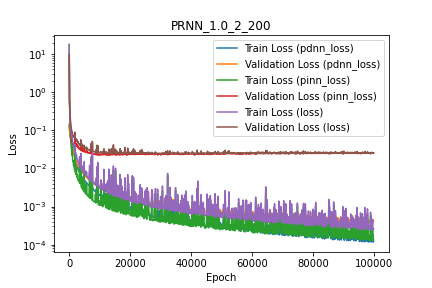 PRNN_1.0_2_200
Train Loss (pdnn_loss)
Validation Loss (pdnn_loss)
Train Loss (pinn_loss)
Validation Loss (pinn_loss)
Train Loss (loss)
Validation Loss (loss)
Loss
10¹
10⁰
10⁻¹
10⁻²
10⁻³
10⁻⁴
0 20000 40000 60000 80000 100000
Epoch